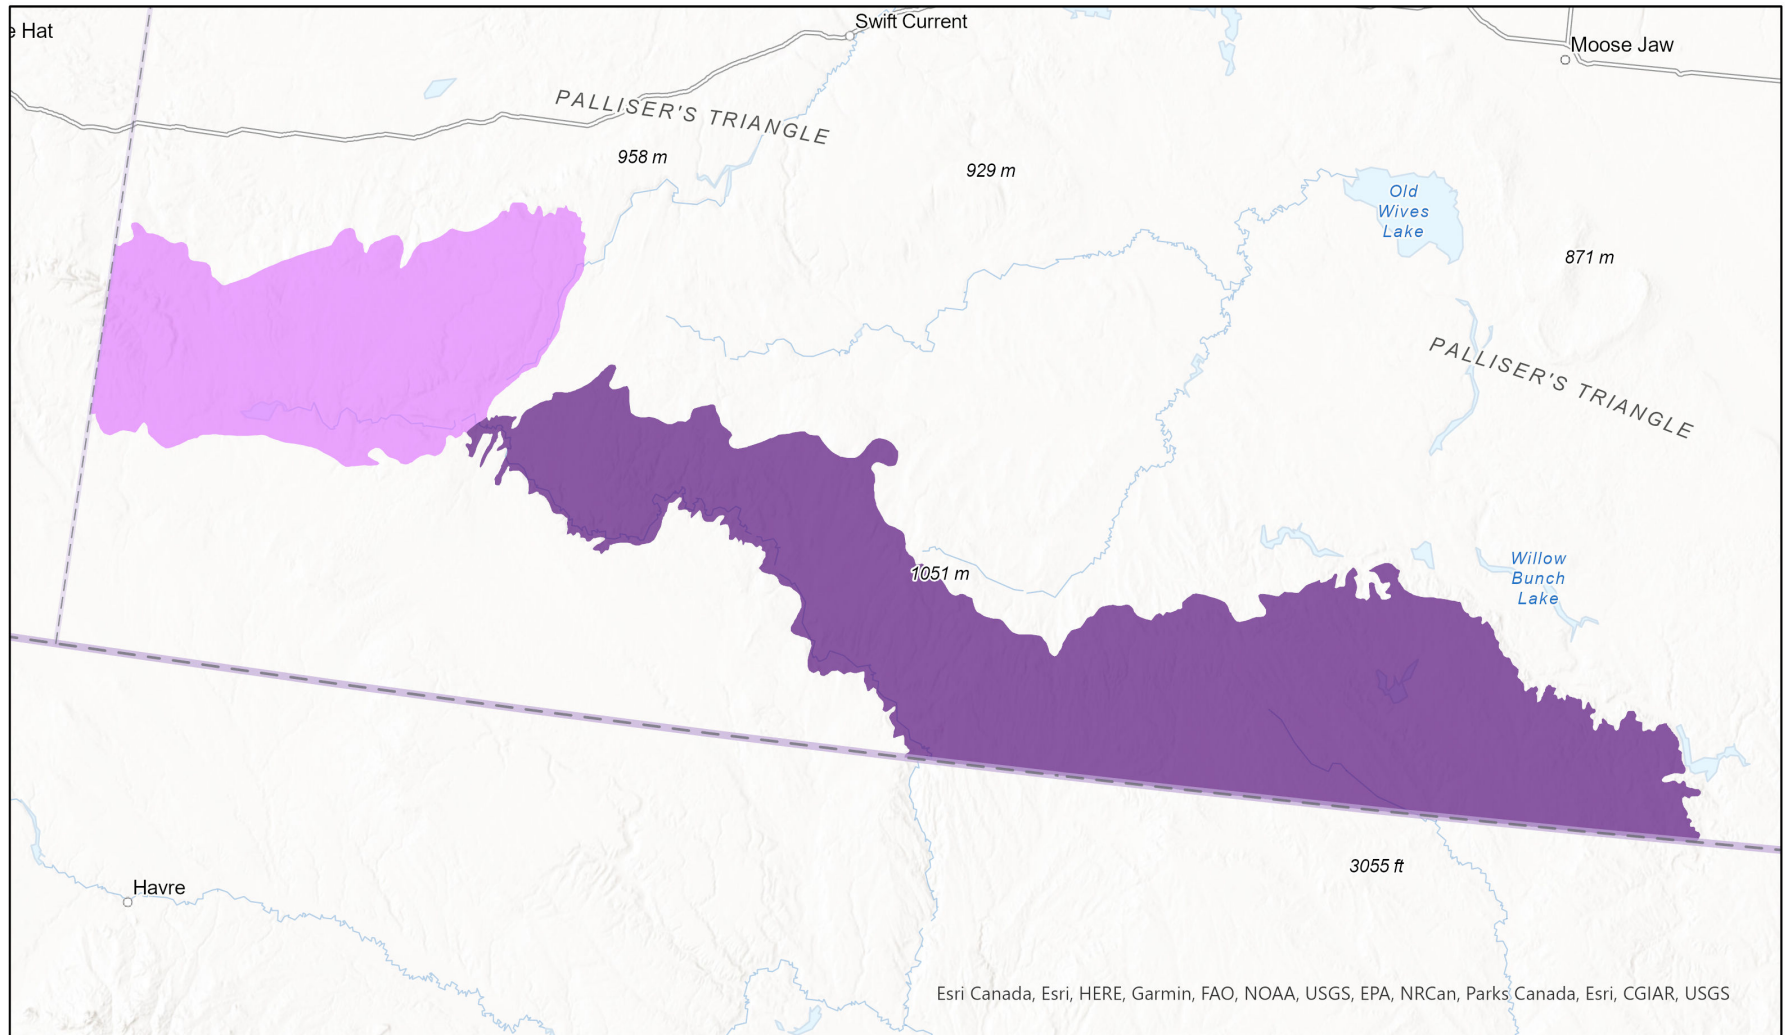 Swift Current
e Hat
Moose Jaw
PALLISER'S TRIANGLE
958 m
929 m
Old
Wives
Lake
871 m
PALLISER'S TRIANGLE
1051 m
Willow
Bunch
Lake
3055 ft
Havre
Esri Canada, Esri, HERE, Garmin, FAO, NOAA, USGS, EPA, NRCan, Parks Canada, Esri, CGIAR, USGS